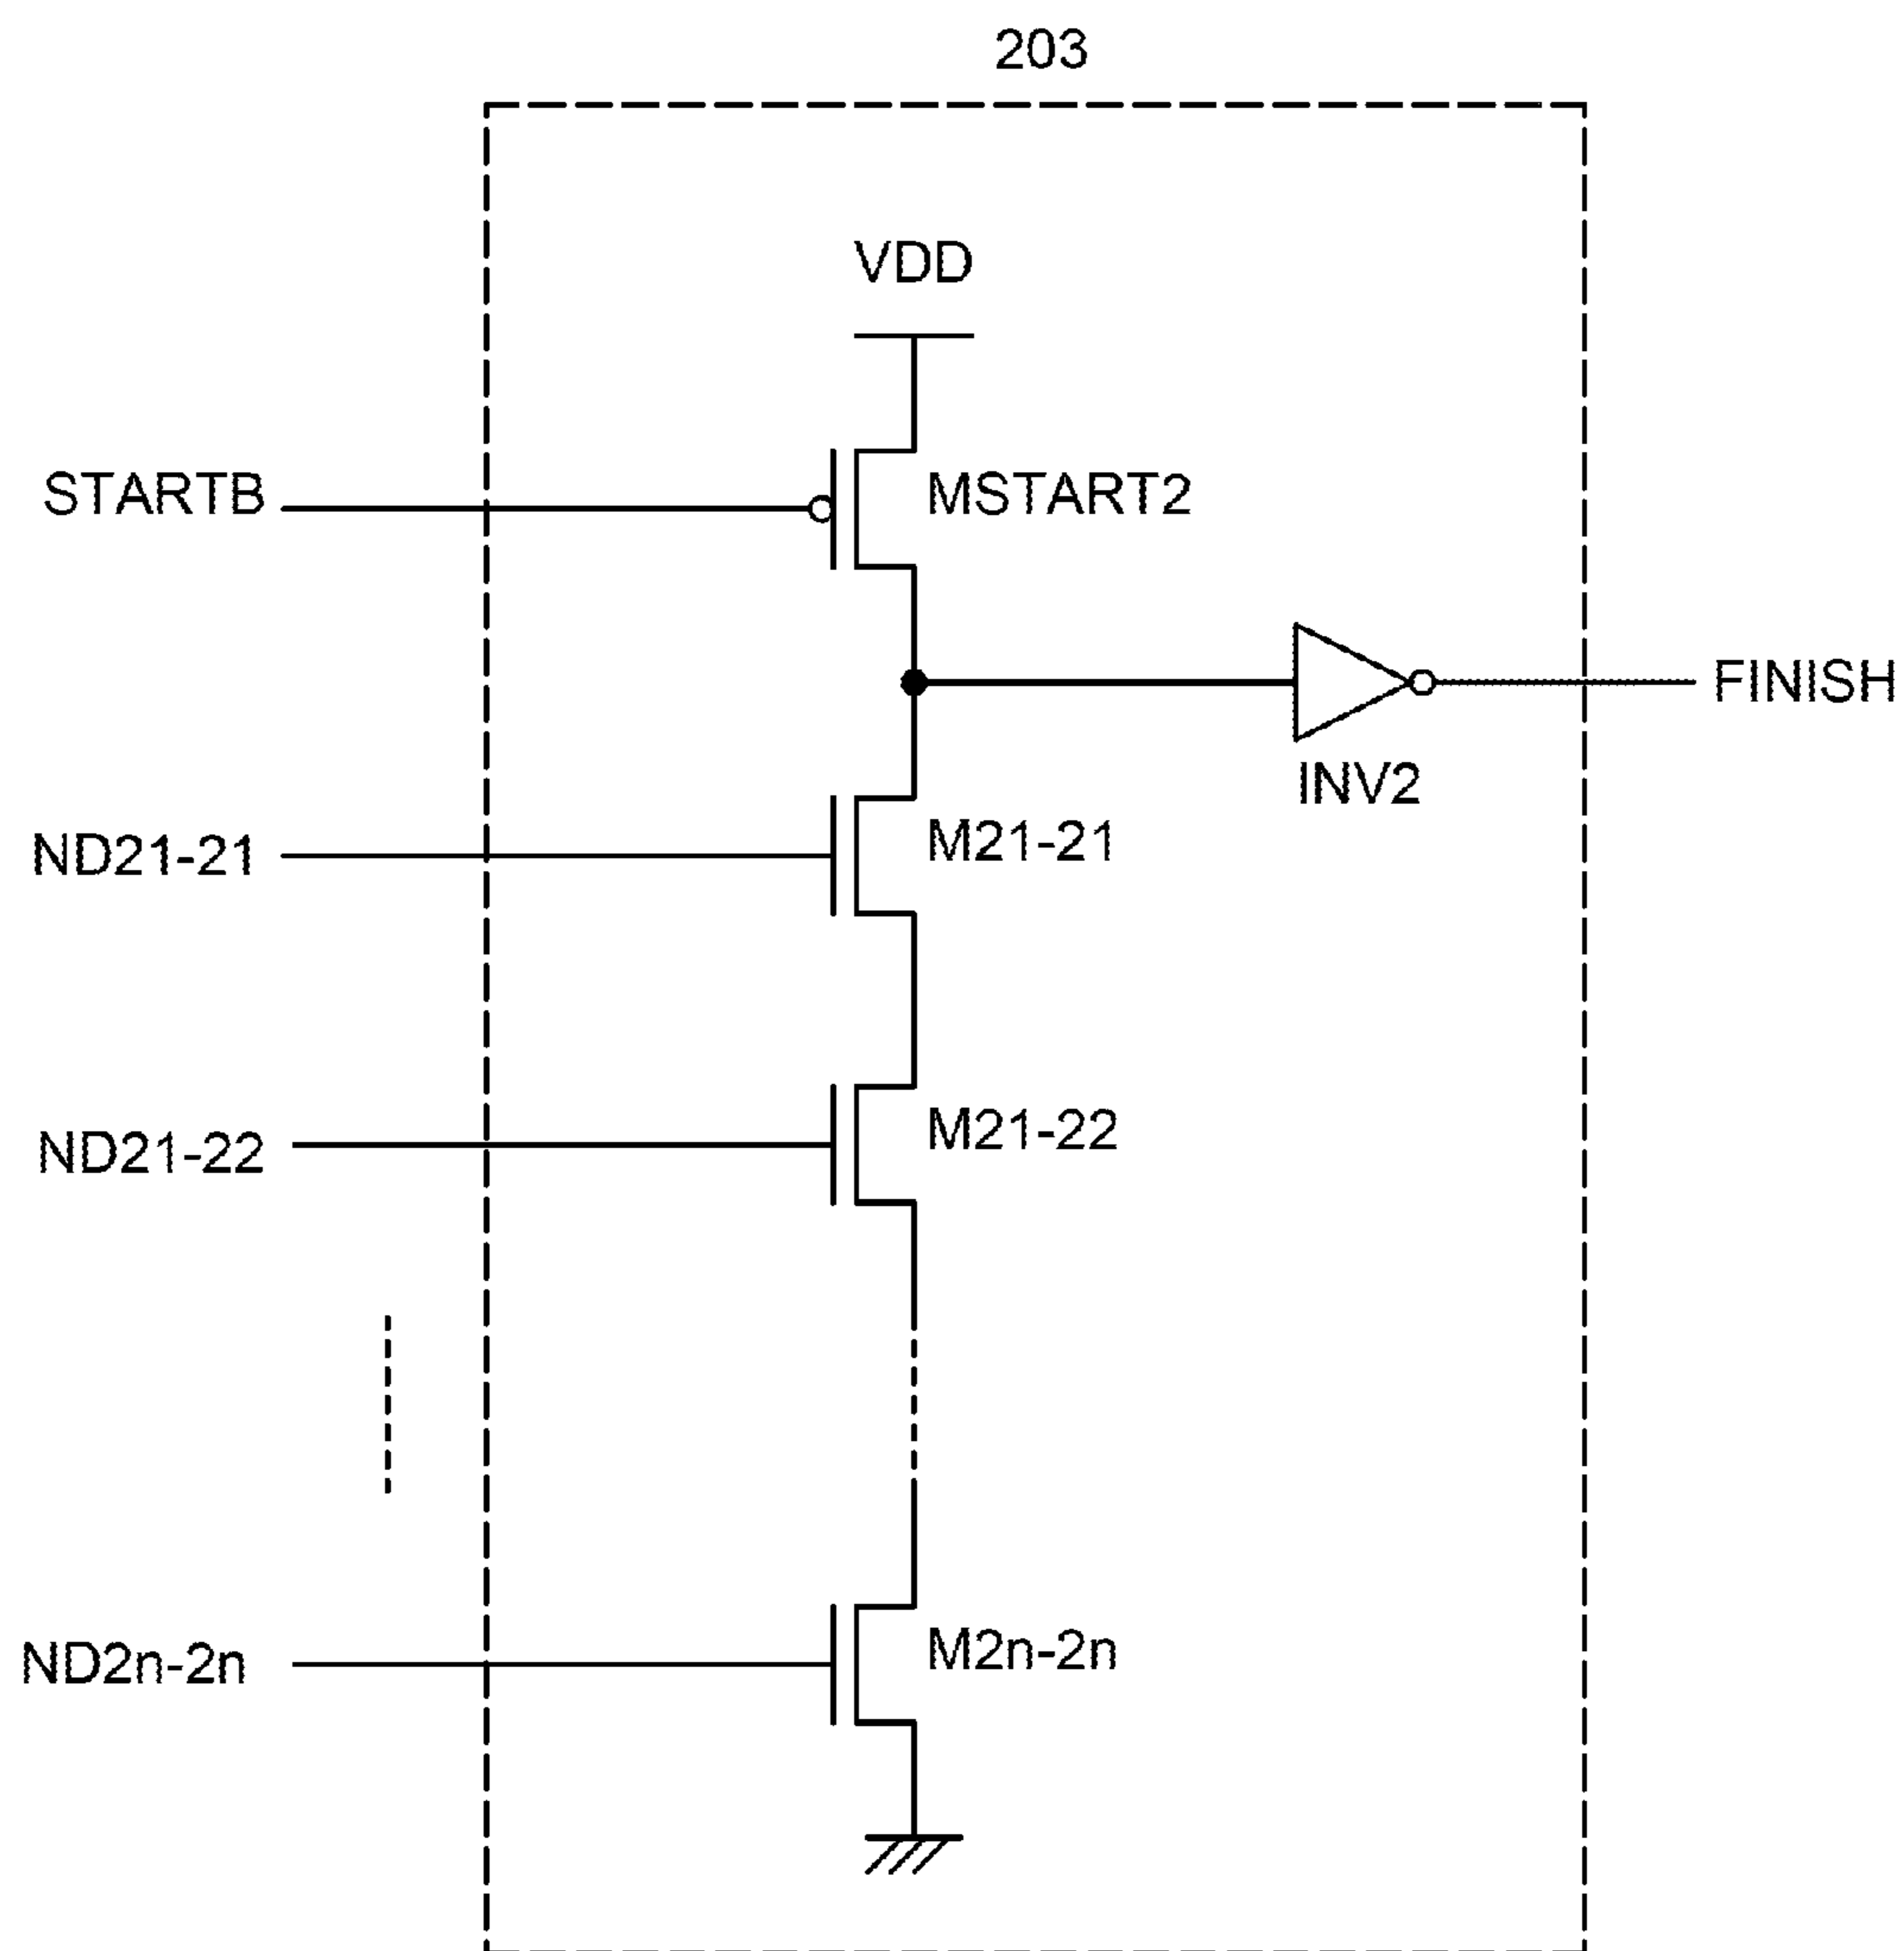 203
VDD
STARTB
MSTART2
FINISH
INV2
ND21-21
M21-21
ND21-22
M21-22
ND2n-2n
M2n-2n